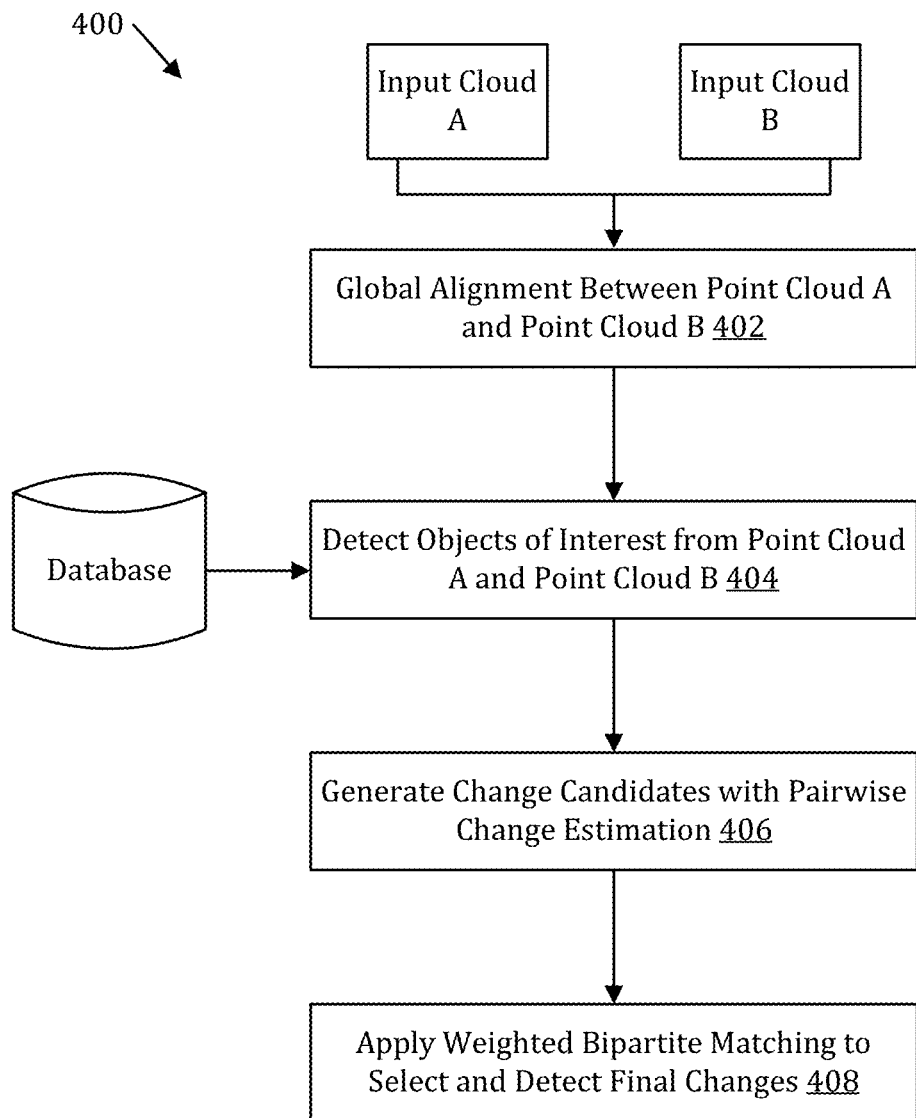 400
Input Cloud
A
Input Cloud
B
Global Alignment Between Point Cloud A
and Point Cloud B 402
Database
Detect Objects of Interest from Point Cloud
A and Point Cloud B 404
Generate Change Candidates with Pairwise
Change Estimation 406
Apply Weighted Bipartite Matching to
Select and Detect Final Changes 408